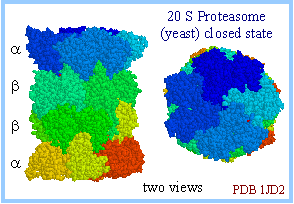 20 S Proteasome
(yeast) closed state
α
β
β
α
two views
PDB 1JD2